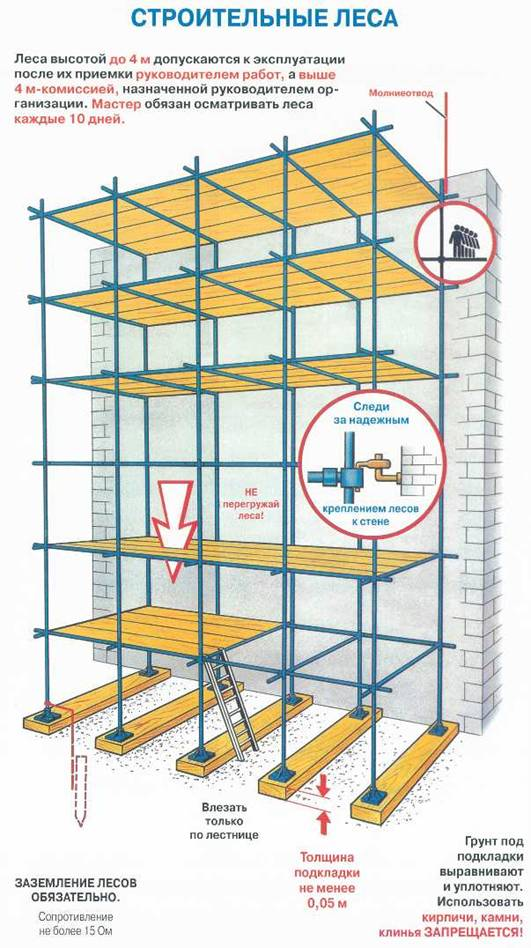 СТРОИТЕЛЬНЫЕ ЛЕСА
Леса высотой до 4 м допускаются к эксплуатации
после их приемки руководителем работ, а выше
4 м-комиссией, назначенной руководителем ор-
ганизации. Мастер обязан осматривать леса
каждые 10 дней.
Молниеотвод
Следи
за надежным
креплением лесов
к стене
НЕ
перегружай
леса!
Влезать
только
по лестнице
Толщина
подкладки
не менее
0,05 м
Грунт под
подкладки
выравнивают
и уплотняют.
Использовать
кирпичи, камни,
клинья ЗАПРЕЩАЕТСЯ!
ЗАЗЕМЛЕНИЕ ЛЕСОВ
ОБЯЗАТЕЛЬНО.
Сопротивление
не более 15 Ом